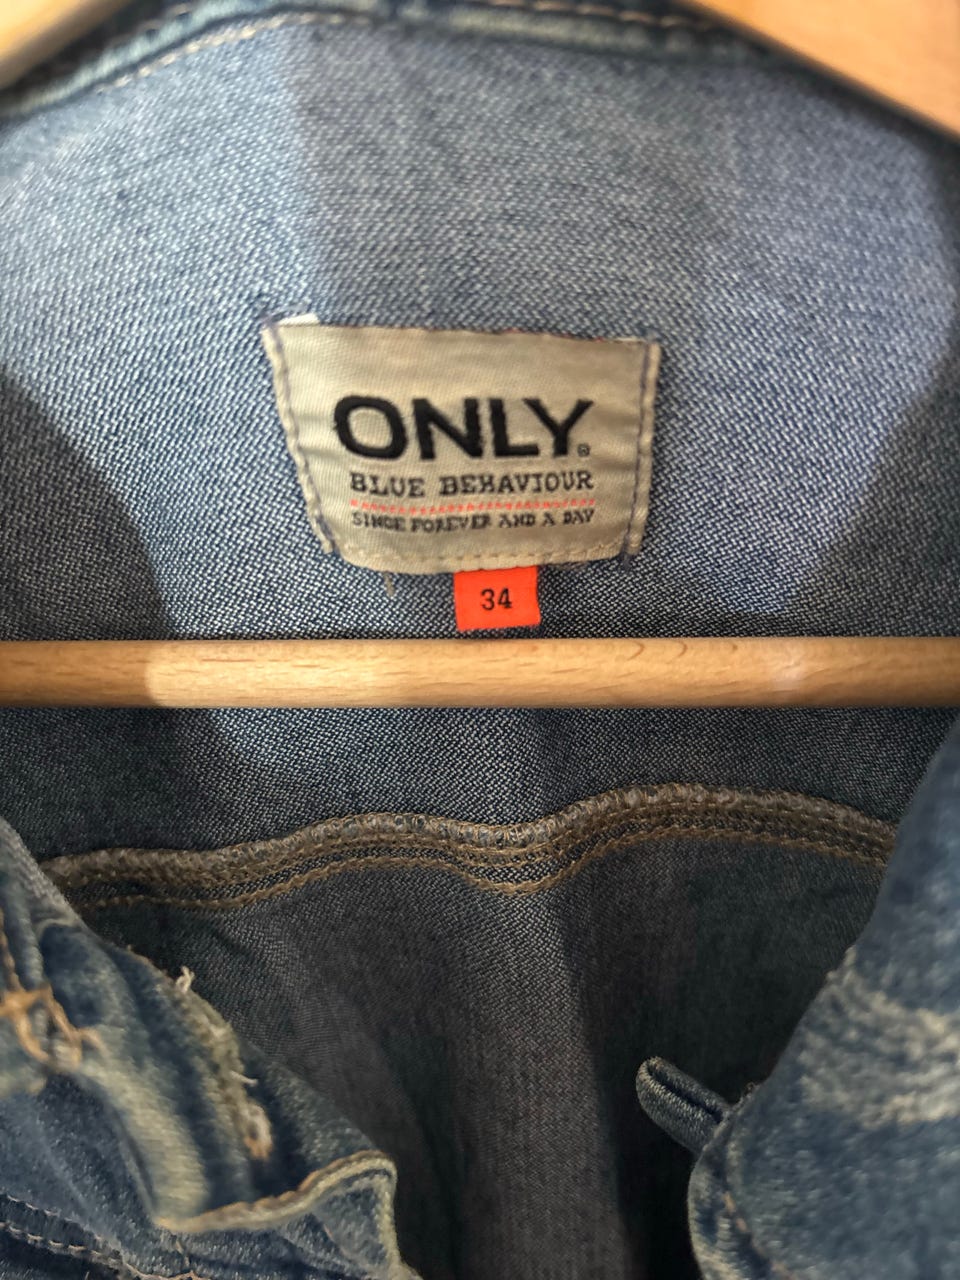 ONLY®
BLUE BEHAVIOUR
SINCE FOREVER AND A DAY
34